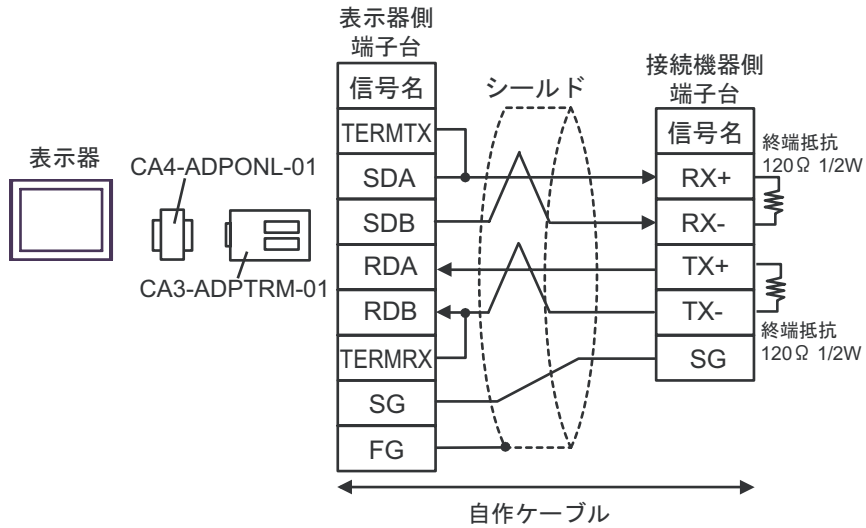 表示器側
端子台
信号名
TERMTX
SDA
SDB
RDA
RDB
TERMRX
SG
FG
シールド
接続機器側
端子台
信号名
RX+
RX-
TX+
TX-
SG
終端抵抗
120Ω 1/2W
終端抵抗
120Ω 1/2W
表示器
CA4-ADPONL-01
CA3-ADPTRM-01
自作ケーブル